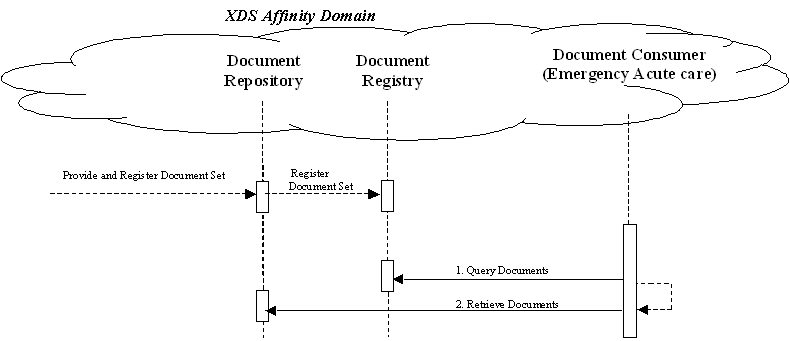 XDS Affinity Domain
Document
Repository
Document
Registry
Document Consumer
(Emergency Acute care)
Provide and Register Document Set
Register
Document Set
1. Query Documents
2. Retrieve Documents